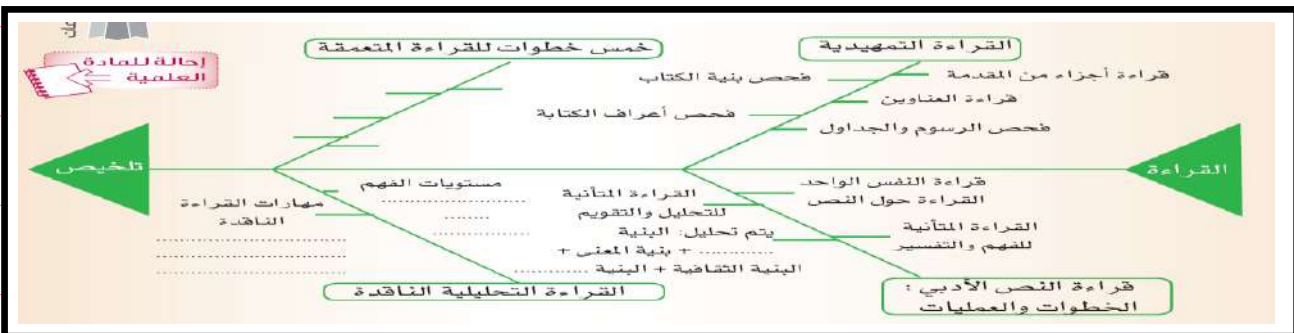 إحالة للمادة
العلمية
القراءة التمهيدية
قراءة أجزاء من المقدمة
قراءة العناوين
فحص الرسوم والجداول
فحص بنية الكتاب
فحص أعراف الكتابة
خمس خطوات للقراءة المتعمقة
القراءة
تلخيص
قراءة النفس الواحد
القراءة حول النص
القراءة المتأنية
للفهم والتفسير
القراءة المتأنية
للتحليل والتقويم
يتم تحليل: البنية
............ + بنية المعنى +
البنية الثقافية + البنية ............
قراءة النص الأدبي :
الخطوات والعمليات
مستويات الفهم
....................
.......
....................
مهارات القراءة
الناقدة
..............................
..............................
..............................
القراءة التحليلية الناقدة